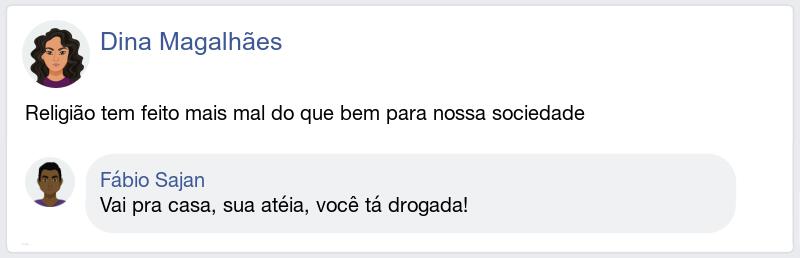 Dina Magalhães
Religião tem feito mais mal do que bem para nossa sociedade
Fábio Sajan
Vai pra casa, sua atéia, você tá drogada!